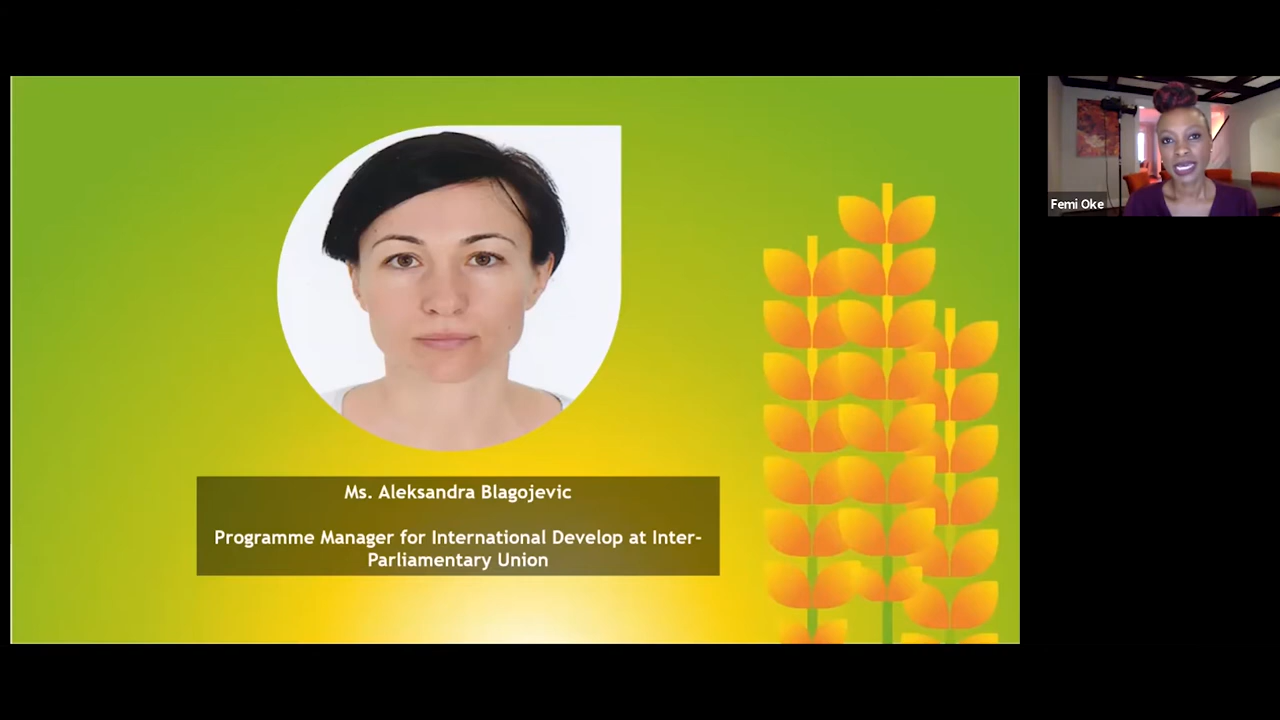 Ms. Aleksandra Blagojevic
Programme Manager for International Develop at Inter-
Parliamentary Union
Femi Oke